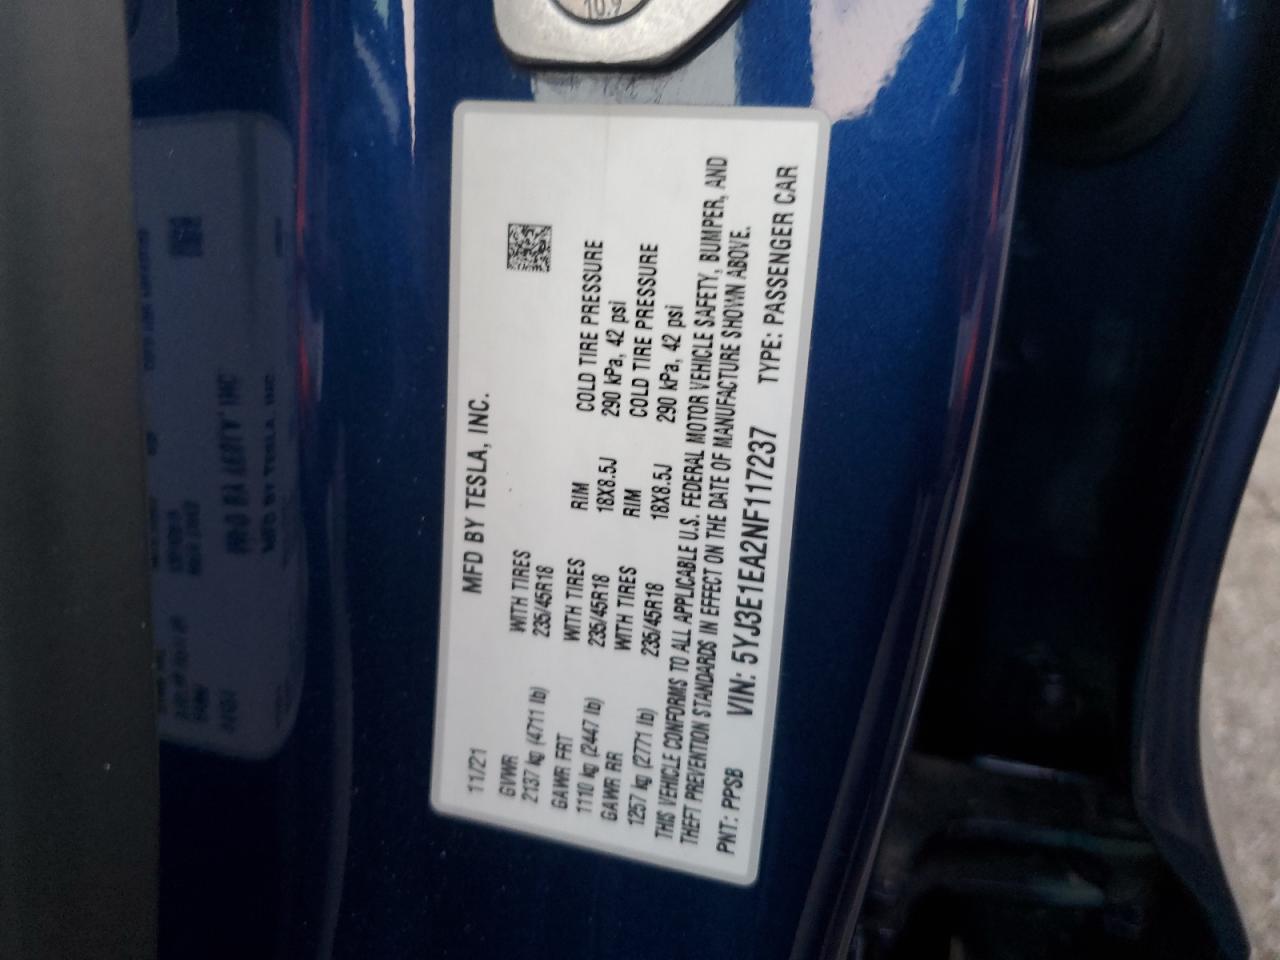 10.9
11/21 MFD BY TESLA, INC.
GVWR WITH TIRES
2137 kg (4711 lb) 235/45R18
GAWR FRT WITH TIRES RIM COLD TIRE PRESSURE
1110 kg (2447 lb) 235/45R18 18X8.5J 290 kPa, 42 psi
GAWR RR WITH TIRES RIM COLD TIRE PRESSURE
1257 kg (2771 lb) 235/45R18 18X8.5J 290 kPa, 42 psi
THIS VEHICLE CONFORMS TO ALL APPLICABLE U.S. FEDERAL MOTOR VEHICLE SAFETY, BUMPER, AND
THEFT PREVENTION STANDARDS IN EFFECT ON THE DATE OF MANUFACTURE SHOWN ABOVE.
PNT: PPSB VIN: 5YJ3E1EA2NF117237 TYPE: PASSENGER CAR